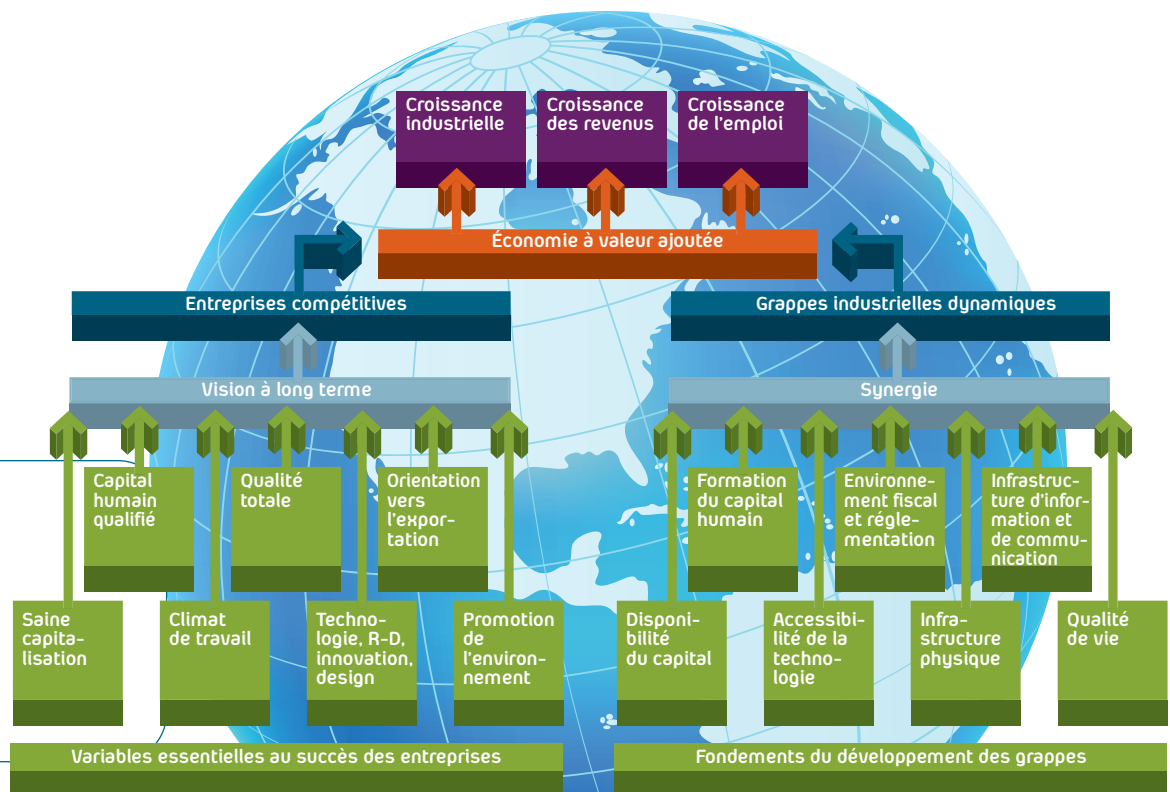 Croissance
industrielle
Croissance
des revenus
Croissance
de l'emploi
Économie à valeur ajoutée
Entreprises compétitives
Grappes industrielles dynamiques
Vision à long terme
Synergie
Capital
humain
qualifié
Qualité
totale
Orientation
vers
l'expor-
tation
Formation
du capital
humain
Environne-
ment fiscal
et régle-
mentation
Infrastruc-
ture d'infor-
mation et
de commu-
nication
Saine
capita-
lisation
Climat
de travail
Techno-
logie, R-D,
innovation,
design
Promotion
de
l'environ-
nement
Disponi-
bilité
du capital
Accessibi-
lité de la
techno-
logie
Infra-
structure
physique
Qualité
de vie
Variables essentielles au succès des entreprises
Fondements du développement des grappes